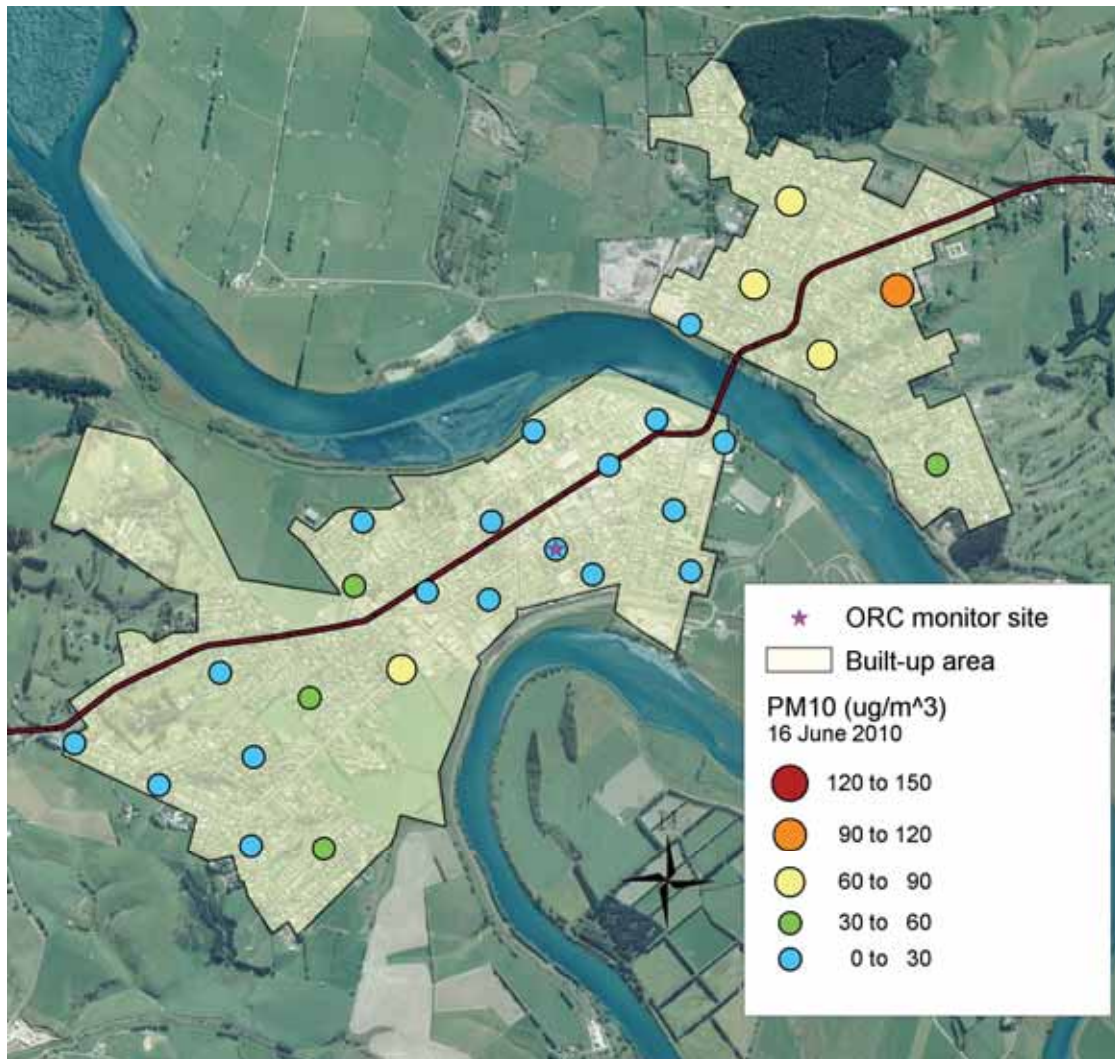 ORC monitor site
Built-up area
PM10 (ug/m^3)
16 June 2010
120 to 150
90 to 120
60 to 90
30 to 60
0 to 30